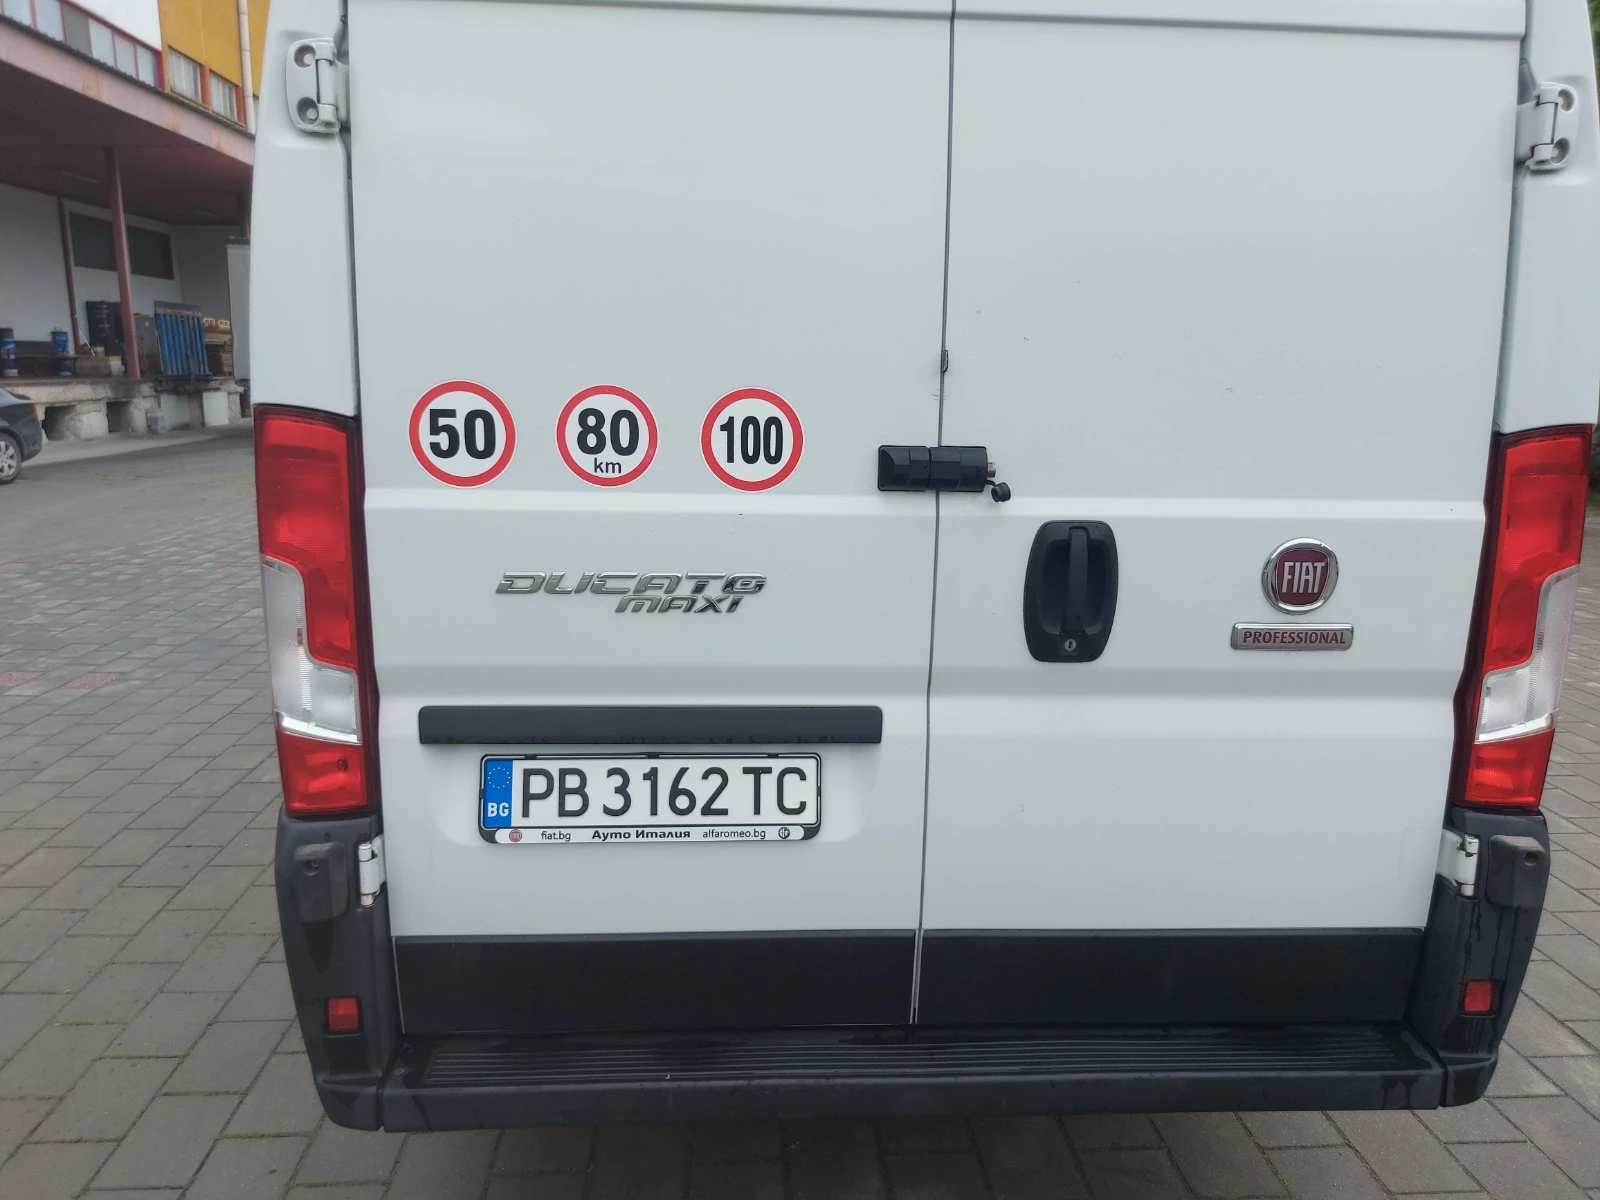 50
80
km
100
DUCATO
MAXI
FIAT
PROFESSIONAL
BG
PB 3162 TC
fiat.bg Ауто Италия alfaromeo.bg